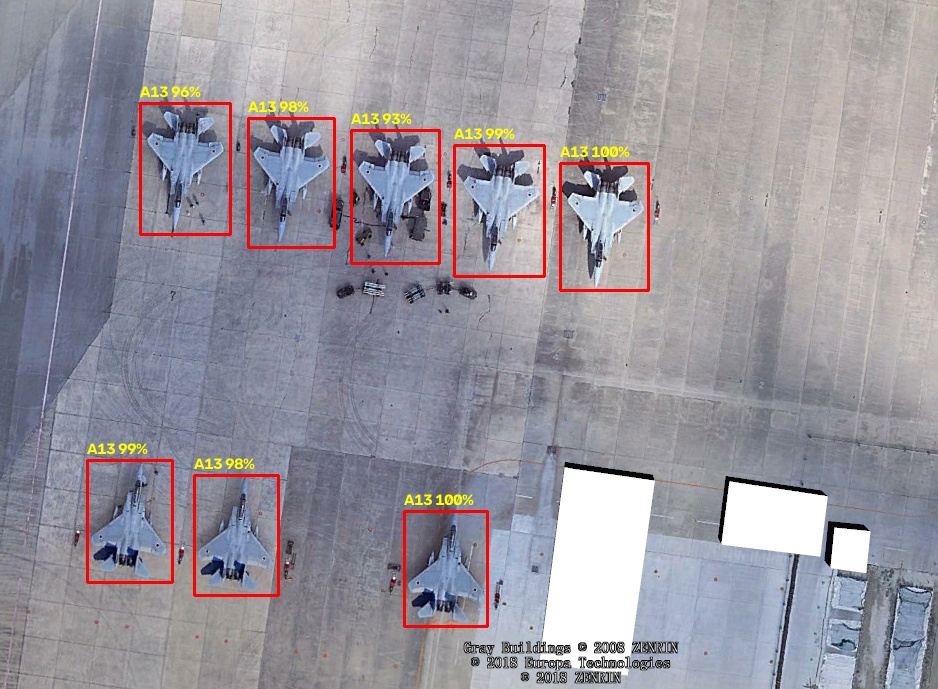 A13 96%
A13 98%
A13 93%
A13 99%
A13 100%
A13 99%
A13 98%
A13 100%
Gray Buildings © 2008 ZENRIN
© 2018 Europa Technologies
© 2018 ZENRIN